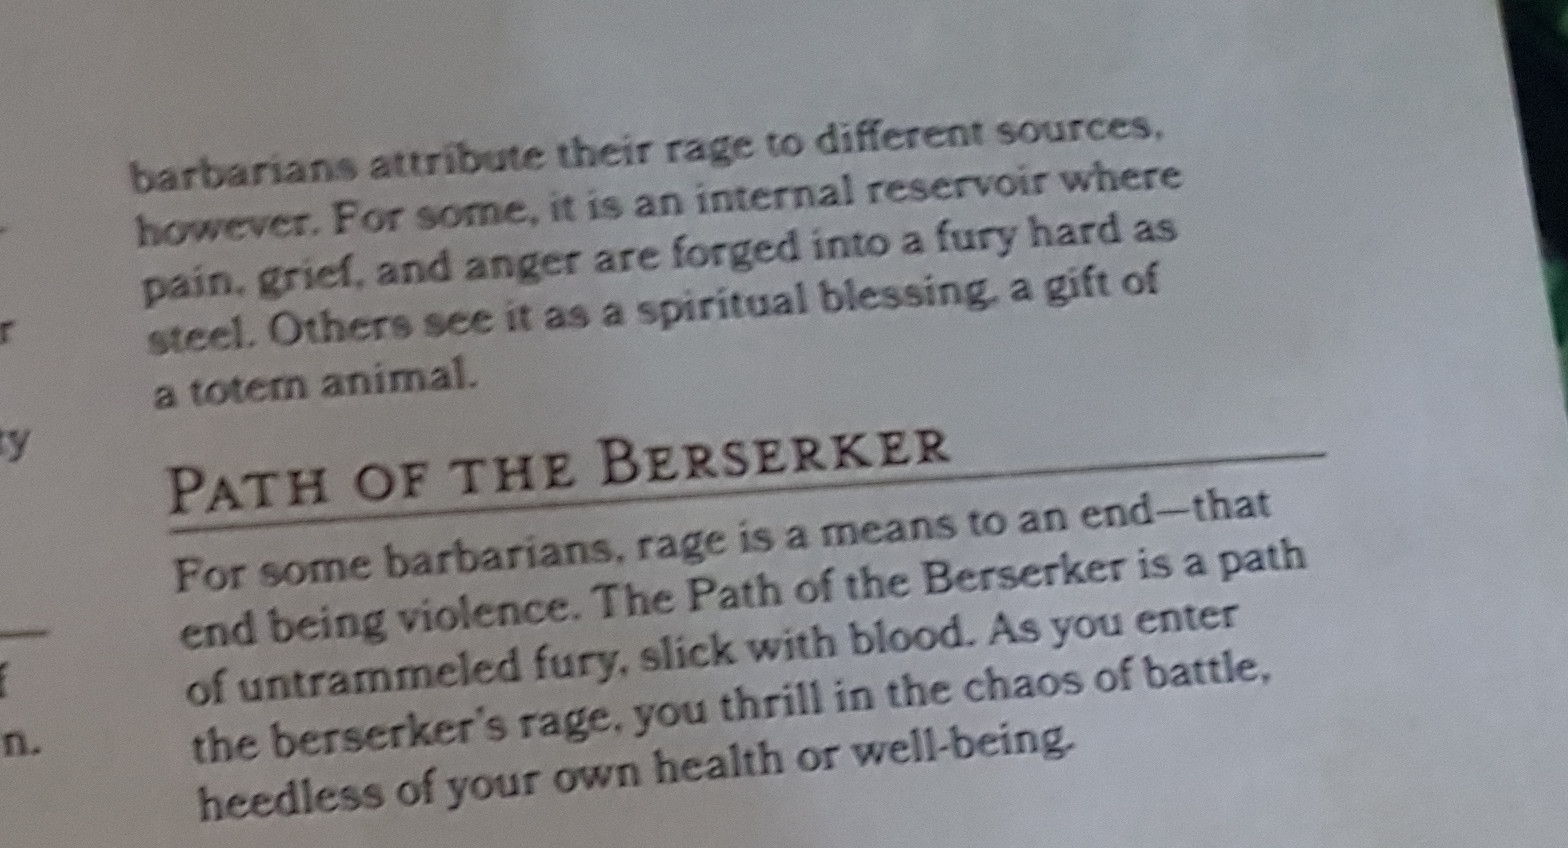 barbarians attribute their rage to different sources,
however. For some, it is an internal reservoir where
pain, grief, and anger are forged into a fury hard as
steel. Others see it as a spiritual blessing, a gift of
a totem animal.
PATH OF THE BERSERKER
For some barbarians, rage is a means to an end—that
end being violence. The Path of the Berserker is a path
of untrammeled fury, slick with blood. As you enter
the berserker's rage, you thrill in the chaos of battle,
heedless of your own health or well-being.